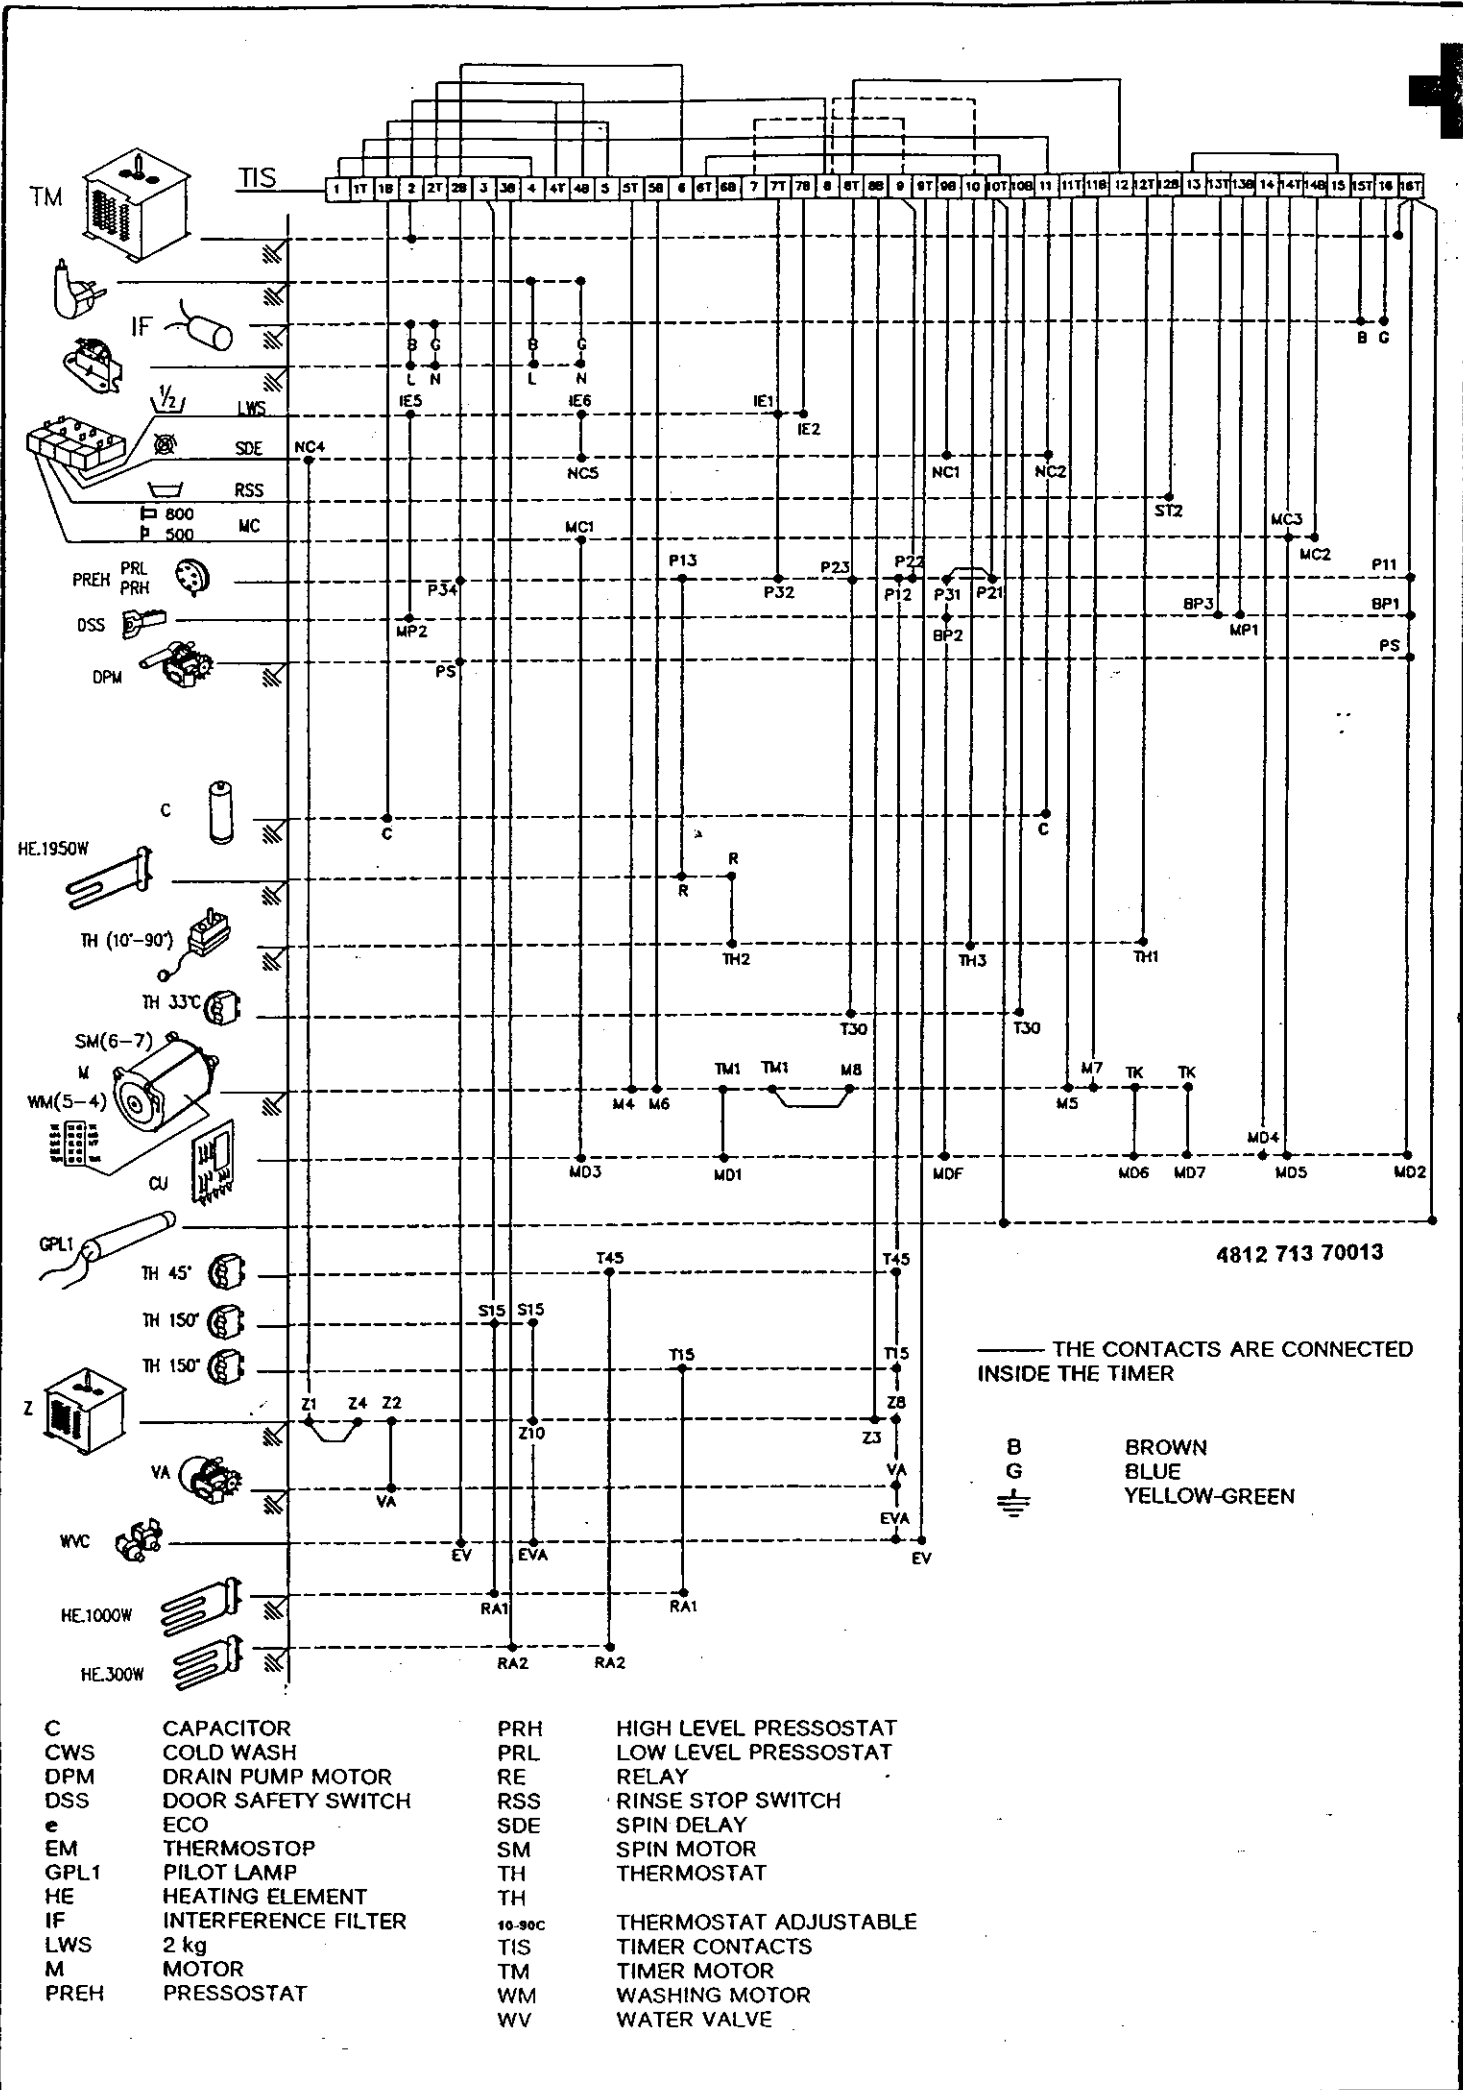 TM
TIS
1 1T 1B 2 2T 2B 3 3B 4 4T 4B 5 5T 5B 6 6T 6B 7 7T 7B 8 8T 8B 9 9T 9B 10 10T 10B 11 11T 11B 12 12T 12B 13 13T 13B 14 14T 14B 15 15T 16 16T
IF
B G B G B G
L N L N
1/2 LWS IE5 IE6 IE1 IE2
SDE NC4 NC5 NC1 NC2
RSS ST2
800
500
MC MC1 MC3 MC2
PREH PRL
PRH
P34 P13 P32 P23 P12 P22 P31 P21 P11
DSS MP2 BP2 BP3 MP1 BP1
DPM PS PS
C C C
HE.1950W R R
TH (10°-90°) TH2 TH3 TH1
TH 33°C T30 T30
SM(6-7)
M
WM(5-4)
M4 M6 TM1 TM1 M8 M5 M7 TK TK
CU MD3 MD1 MDF MD6 MD7 MD4 MD5 MD2
GPL1
4812 713 70013
TH 45° T45 T45
TH 150° S15 S15
TH 150° T15 T15
THE CONTACTS ARE CONNECTED
INSIDE THE TIMER
Z Z1 Z4 Z2 Z10 Z3 Z8
B BROWN
G BLUE
YELLOW-GREEN
VA VA VA
WVC EV EVA EVA EV
HE.1000W RA1 RA1
HE.300W RA2 RA2
C CAPACITOR
CWS COLD WASH
DPM DRAIN PUMP MOTOR
DSS DOOR SAFETY SWITCH
e ECO
EM THERMOSTOP
GPL1 PILOT LAMP
HE HEATING ELEMENT
IF INTERFERENCE FILTER
LWS 2 kg
M MOTOR
PREH PRESSOSTAT
PRH HIGH LEVEL PRESSOSTAT
PRL LOW LEVEL PRESSOSTAT
RE RELAY
RSS RINSE STOP SWITCH
SDE SPIN DELAY
SM SPIN MOTOR
TH THERMOSTAT
TH
10-90C THERMOSTAT ADJUSTABLE
TIS TIMER CONTACTS
TM TIMER MOTOR
WM WASHING MOTOR
WV WATER VALVE